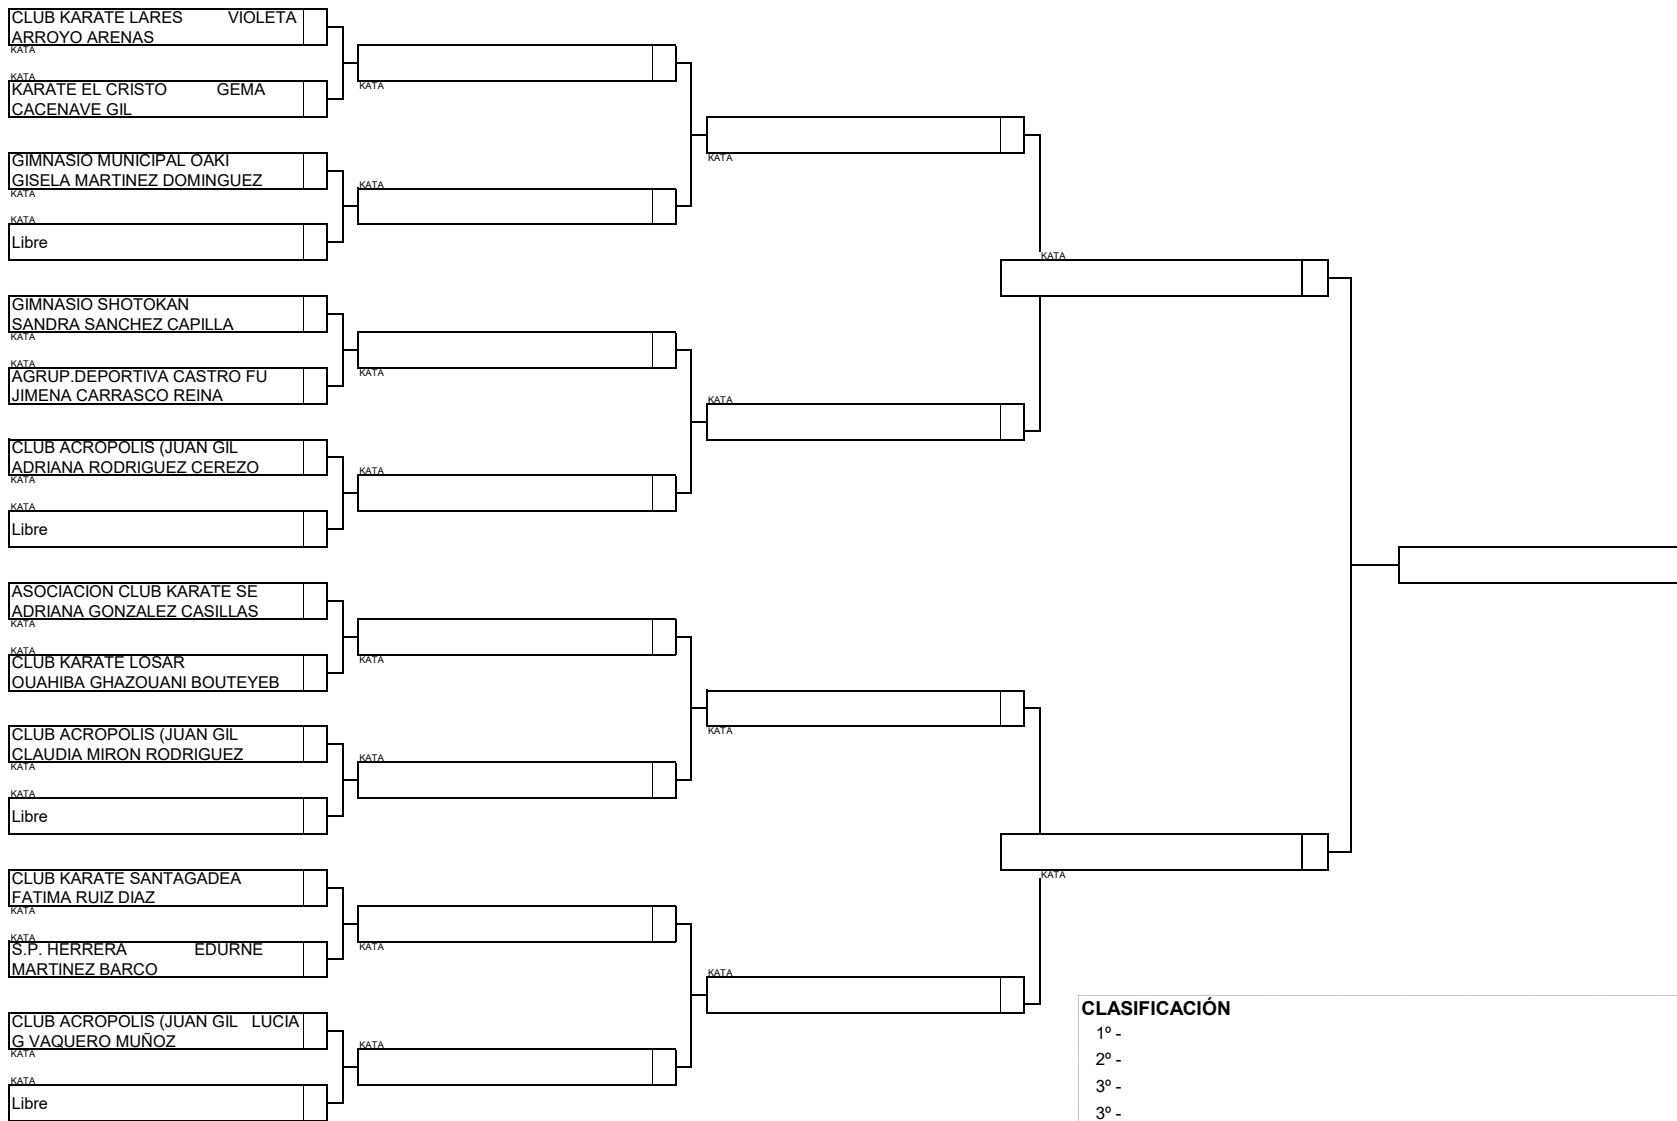 CLUB KARATE LARES VIOLETA
ARROYO ARENAS
KATA
KATA
KARATE EL CRISTO GEMA
CACENAVE GIL
KATA
GIMNASIO MUNICIPAL OAKI
GISELA MARTINEZ DOMINGUEZ
KATA
KATA
Libre
KATA
KATA
GIMNASIO SHOTOKAN
SANDRA SANCHEZ CAPILLA
KATA
KATA
AGRUP.DEPORTIVA CASTRO FU
JIMENA CARRASCO REINA
KATA
CLUB ACROPOLIS (JUAN GIL
ADRIANA RODRIGUEZ CEREZO
KATA
KATA
Libre
KATA
KATA
KATA
ASOCIACION CLUB KARATE SE
ADRIANA GONZALEZ CASILLAS
KATA
KATA
CLUB KARATE LOSAR
OUAHIBA GHAZOUANI BOUTEYEB
KATA
CLUB ACROPOLIS (JUAN GIL
CLAUDIA MIRON RODRIGUEZ
KATA
KATA
Libre
KATA
KATA
CLUB KARATE SANTAGADEA
FATIMA RUIZ DIAZ
KATA
KATA
S.P. HERRERA EDURNE
MARTINEZ BARCO
KATA
CLUB ACROPOLIS (JUAN GIL LUCIA
G VAQUERO MUÑOZ
KATA
KATA
Libre
KATA
KATA
KATA
CLASIFICACIÓN
1º -
2º -
3º -
3º -